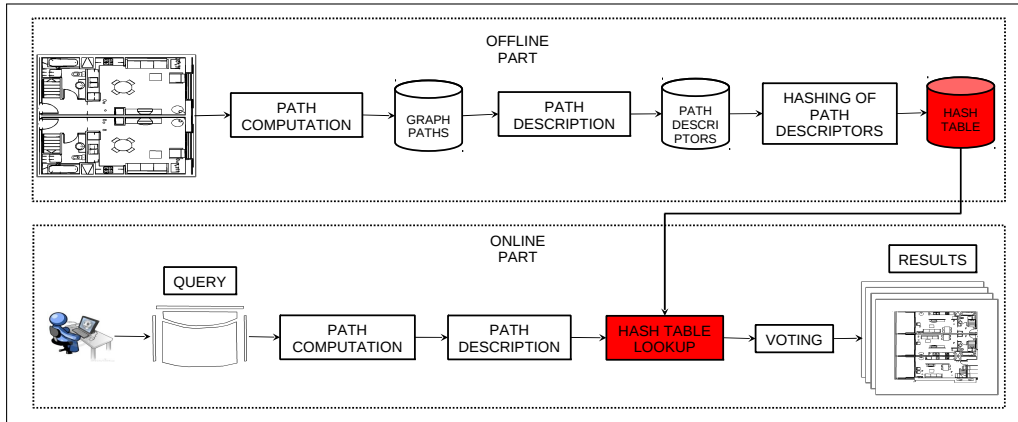 OFFLINE
PART
PATH
COMPUTATION
GRAPH
PATHS
PATH
DESCRIPTION
PATH
DESCRI
PTORS
HASHING OF
PATH
DESCRIPTORS
HASH
TABLE
ONLINE
PART
QUERY
PATH
COMPUTATION
PATH
DESCRIPTION
HASH TABLE
LOOKUP
VOTING
RESULTS